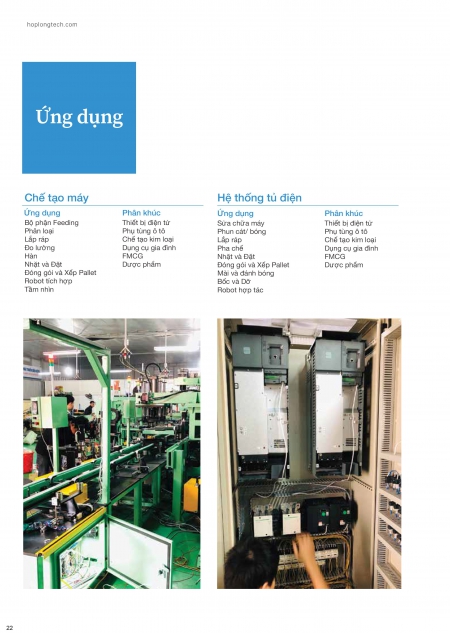 hoplongtech.com
Ứng dụng
Chế tạo máy
Ứng dụng
Bộ phận Feeding
Phân loại
Lắp ráp
Đo lường
Hàn
Nhặt và Đặt
Đóng gói và Xếp Pallet
Robot tích hợp
Tầm nhìn
Phân khúc
Thiết bị điện tử
Phụ tùng ô tô
Chế tạo kim loại
Dụng cụ gia đình
FMCG
Dược phẩm
Hệ thống tủ điện
Ứng dụng
Sửa chữa máy
Phun cát/ bóng
Lắp ráp
Pha chế
Nhặt và Đặt
Đóng gói và Xếp Pallet
Mài và đánh bóng
Bốc và Dỡ
Robot hợp tác
Phân khúc
Thiết bị điện tử
Phụ tùng ô tô
Chế tạo kim loại
Dụng cụ gia đình
FMCG
Dược phẩm
22